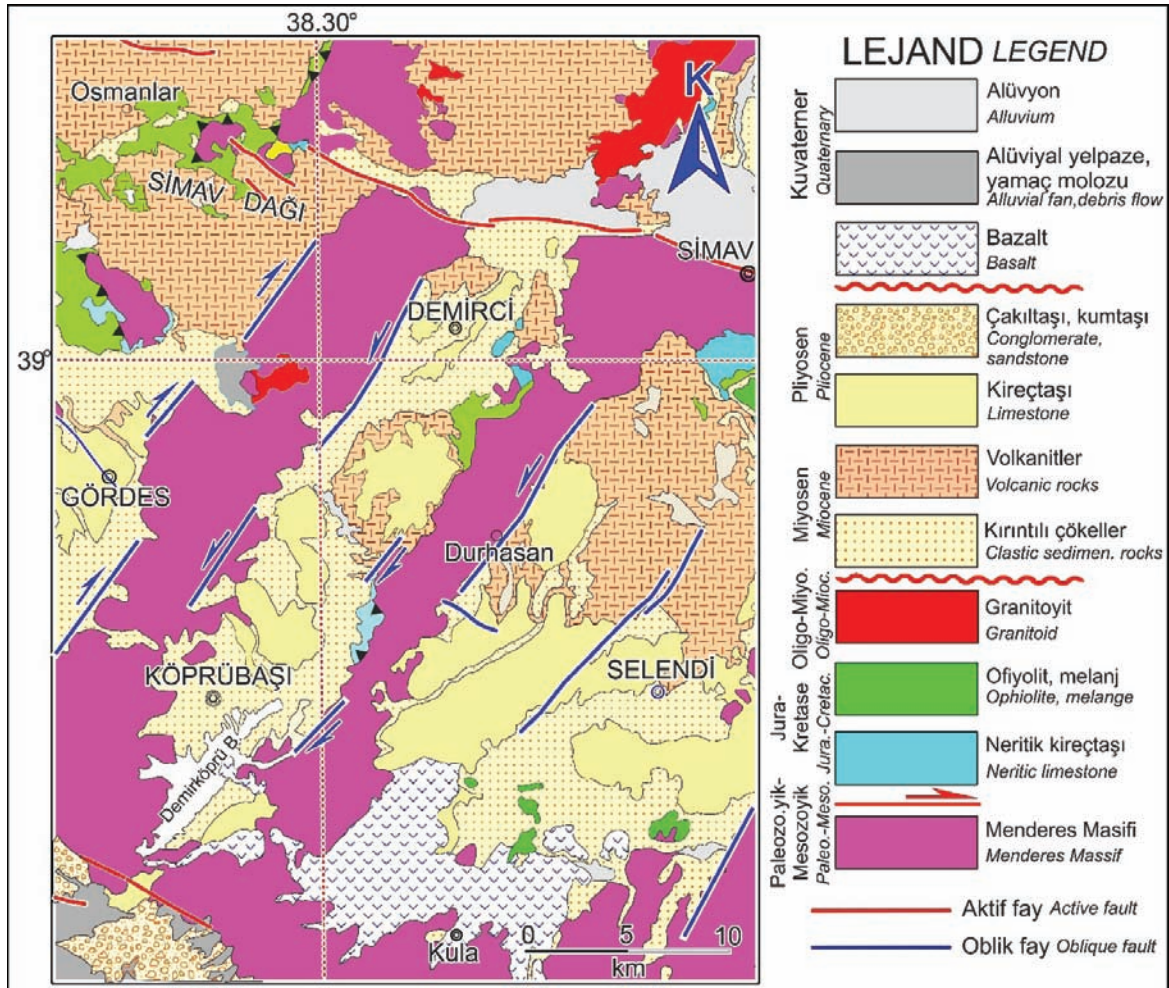 38.30°
Osmanlar
K
SİMAV
DAĞI
SİMAV
DEMİRCİ
39°
GÖRDES
Durhasan
KÖPRÜBAŞI
SELENDİ
Demirköprü B.
Kula
0 5 10
km
LEJAND LEGEND
Kuvaterner
Quaternary
Alüvyon
Alluvium
Alüviyal yelpaze,
yamaç molozu
Alluvial fan,debris flow
Bazalt
Basalt
Pliyosen
Pliocene
Çakıltaşı, kumtaşı
Conglomerate,
sandstone
Kireçtaşı
Limestone
Miyosen
Miocene
Volkanitler
Volcanic rocks
Kırıntılı çökeller
Clastic sedimen. rocks
Oligo-Miyo.
Oligo-Mioc.
Granitoyit
Granitoid
Jura-
Kretase
Jura.-Cretac.
Ofiyolit, melanj
Ophiolite, melange
Neritik kireçtaşı
Neritic limestone
Paleozo.yik-
Mesozoyik
Paleo.-Meso.
Menderes Masifi
Menderes Massif
Aktif fay Active fault
Oblik fay Oblique fault